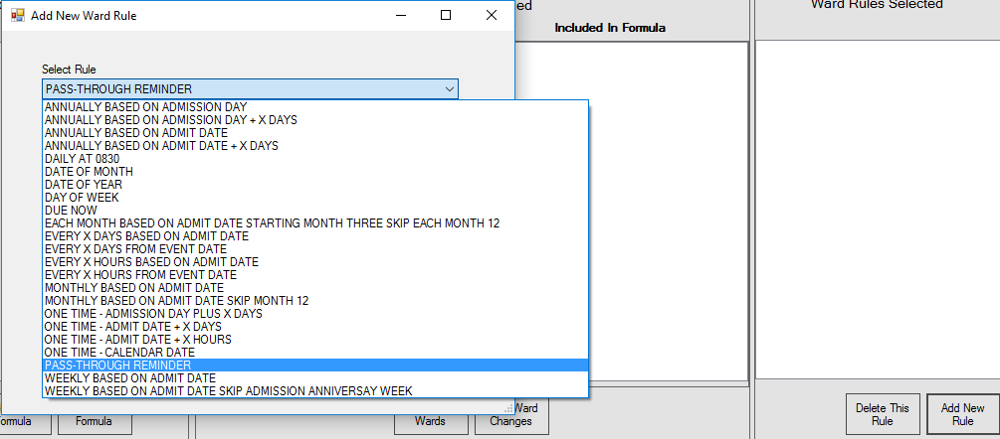 Add New Ward Rule
ed
Ward Rules Selected
Included In Formula
Select Rule
PASS-THROUGH REMINDER
ANNUALLY BASED ON ADMISSION DAY
ANNUALLY BASED ON ADMISSION DAY + X DAYS
ANNUALLY BASED ON ADMIT DATE
ANNUALLY BASED ON ADMIT DATE + X DAYS
DAILY AT 0830
DATE OF MONTH
DATE OF YEAR
DAY OF WEEK
DUE NOW
EACH MONTH BASED ON ADMIT DATE STARTING MONTH THREE SKIP EACH MONTH 12
EVERY X DAYS BASED ON ADMIT DATE
EVERY X DAYS FROM EVENT DATE
EVERY X HOURS BASED ON ADMIT DATE
EVERY X HOURS FROM EVENT DATE
MONTHLY BASED ON ADMIT DATE
MONTHLY BASED ON ADMIT DATE SKIP MONTH 12
ONE TIME - ADMISSION DAY PLUS X DAYS
ONE TIME - ADMIT DATE + X DAYS
ONE TIME - ADMIT DATE + X HOURS
ONE TIME - CALENDAR DATE
PASS-THROUGH REMINDER
WEEKLY BASED ON ADMIT DATE
WEEKLY BASED ON ADMIT DATE SKIP ADMISSION ANNIVERSAY WEEK
ormula
Formula
Wards
Ward
Changes
Delete This
Rule
Add New
Rule